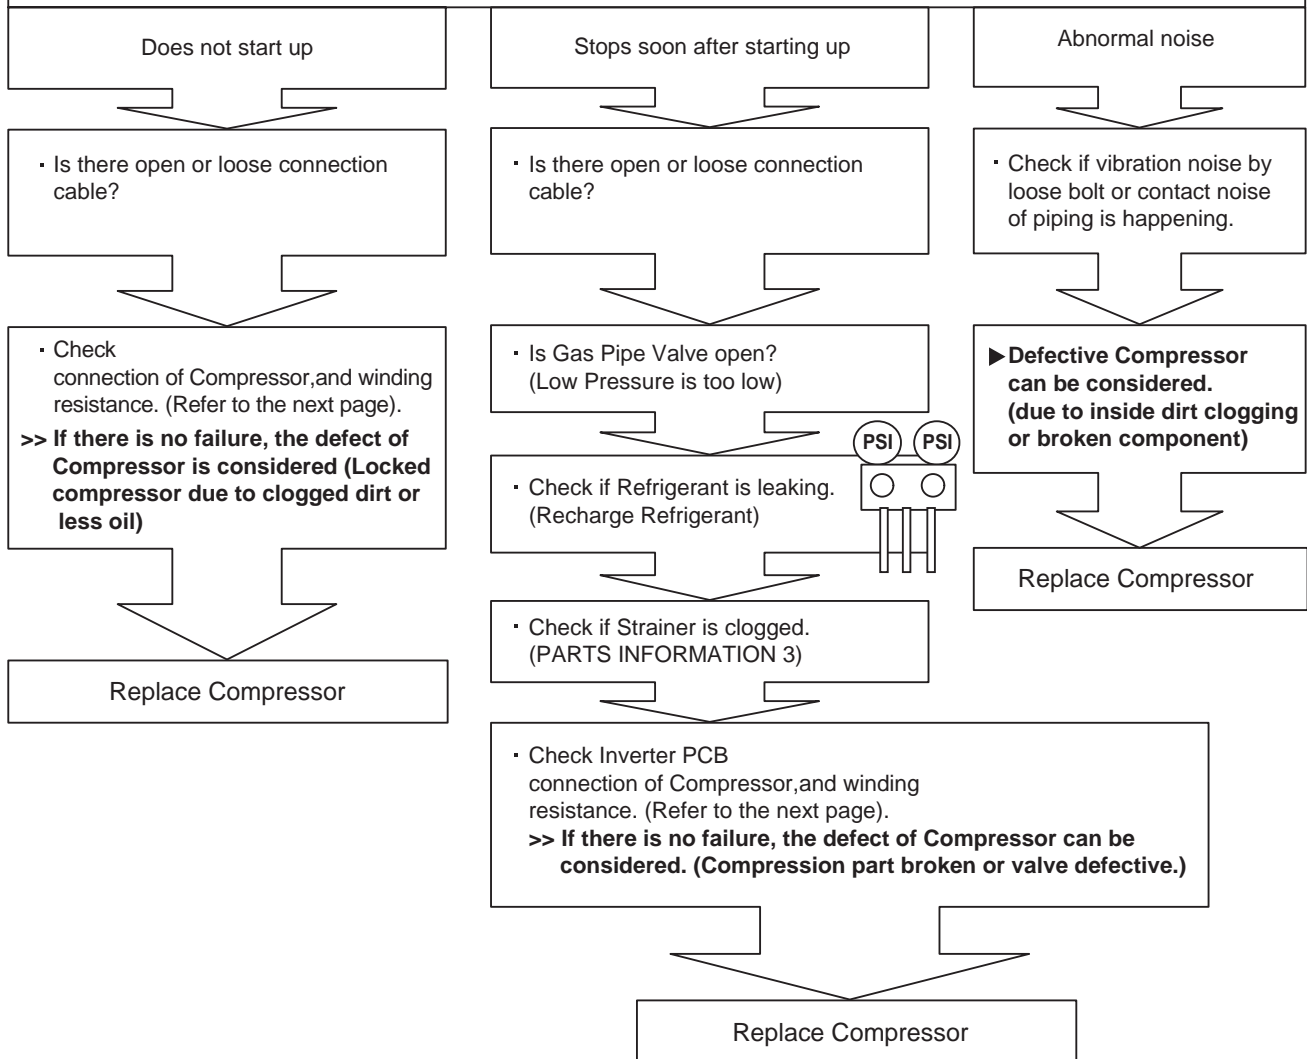 Does not start up
· Is there open or loose connection
cable?
· Check
connection of Compressor,and winding
resistance. (Refer to the next page).
>> If there is no failure, the defect of
Compressor is considered (Locked
compressor due to clogged dirt or
less oil)
Replace Compressor
Stops soon after starting up
· Is there open or loose connection
cable?
· Is Gas Pipe Valve open?
(Low Pressure is too low)
· Check if Refrigerant is leaking.
(Recharge Refrigerant)
PSI PSI
· Check if Strainer is clogged.
(PARTS INFORMATION 3)
· Check Inverter PCB
connection of Compressor,and winding
resistance. (Refer to the next page).
>> If there is no failure, the defect of Compressor can be
considered. (Compression part broken or valve defective.)
Replace Compressor
Abnormal noise
· Check if vibration noise by
loose bolt or contact noise
of piping is happening.
▶Defective Compressor
can be considered.
(due to inside dirt clogging
or broken component)
Replace Compressor